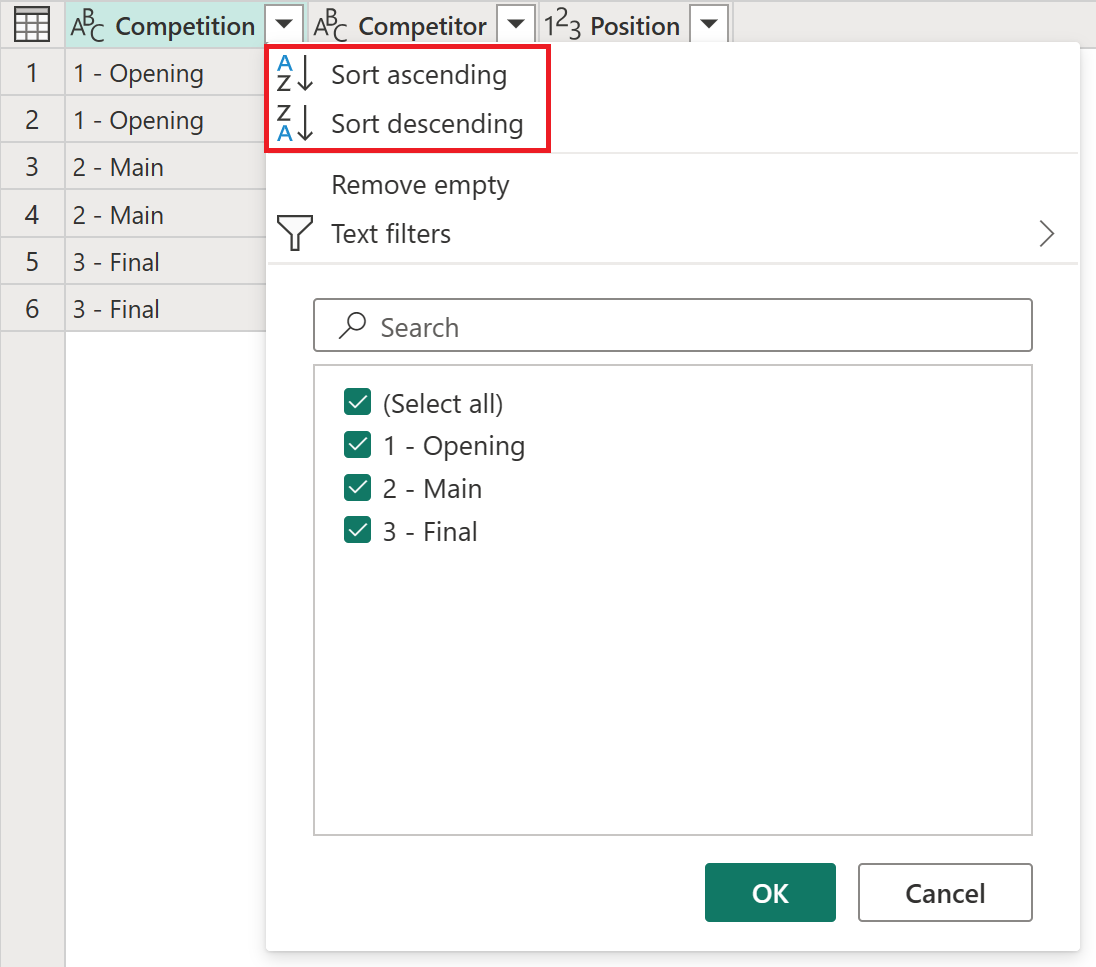 ABC Competition ABC Competitor 123 Position
1 1 - Opening
2 1 - Opening
3 2 - Main
4 2 - Main
5 3 - Final
6 3 - Final
AZ Sort ascending
ZA Sort descending
Remove empty
Text filters
Search
(Select all)
1 - Opening
2 - Main
3 - Final
OK Cancel